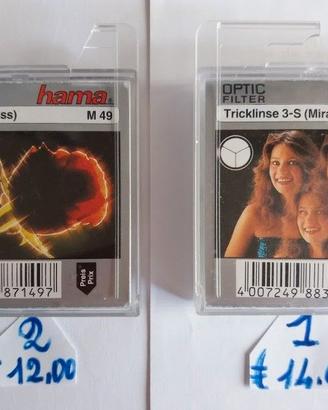 hama®
ss) M 49
Preis
Prix
871497
2
€ 12,00
OPTIC
FILTER
Tricklinse 3-S (Mira
4 007249 883
1
€ 14,